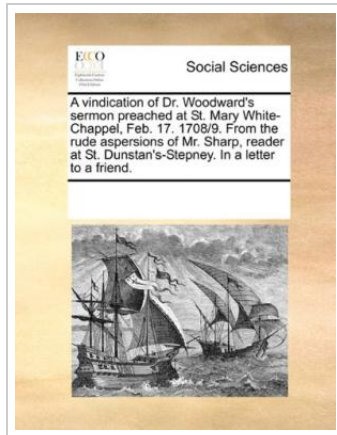 ECCO
Social Sciences
A vindication of Dr. Woodward's
sermon preached at St. Mary White-
Chappel, Feb. 17. 1708/9. From the
rude aspersions of Mr. Sharp, reader
at St. Dunstan's-Stepney. In a letter
to a friend.